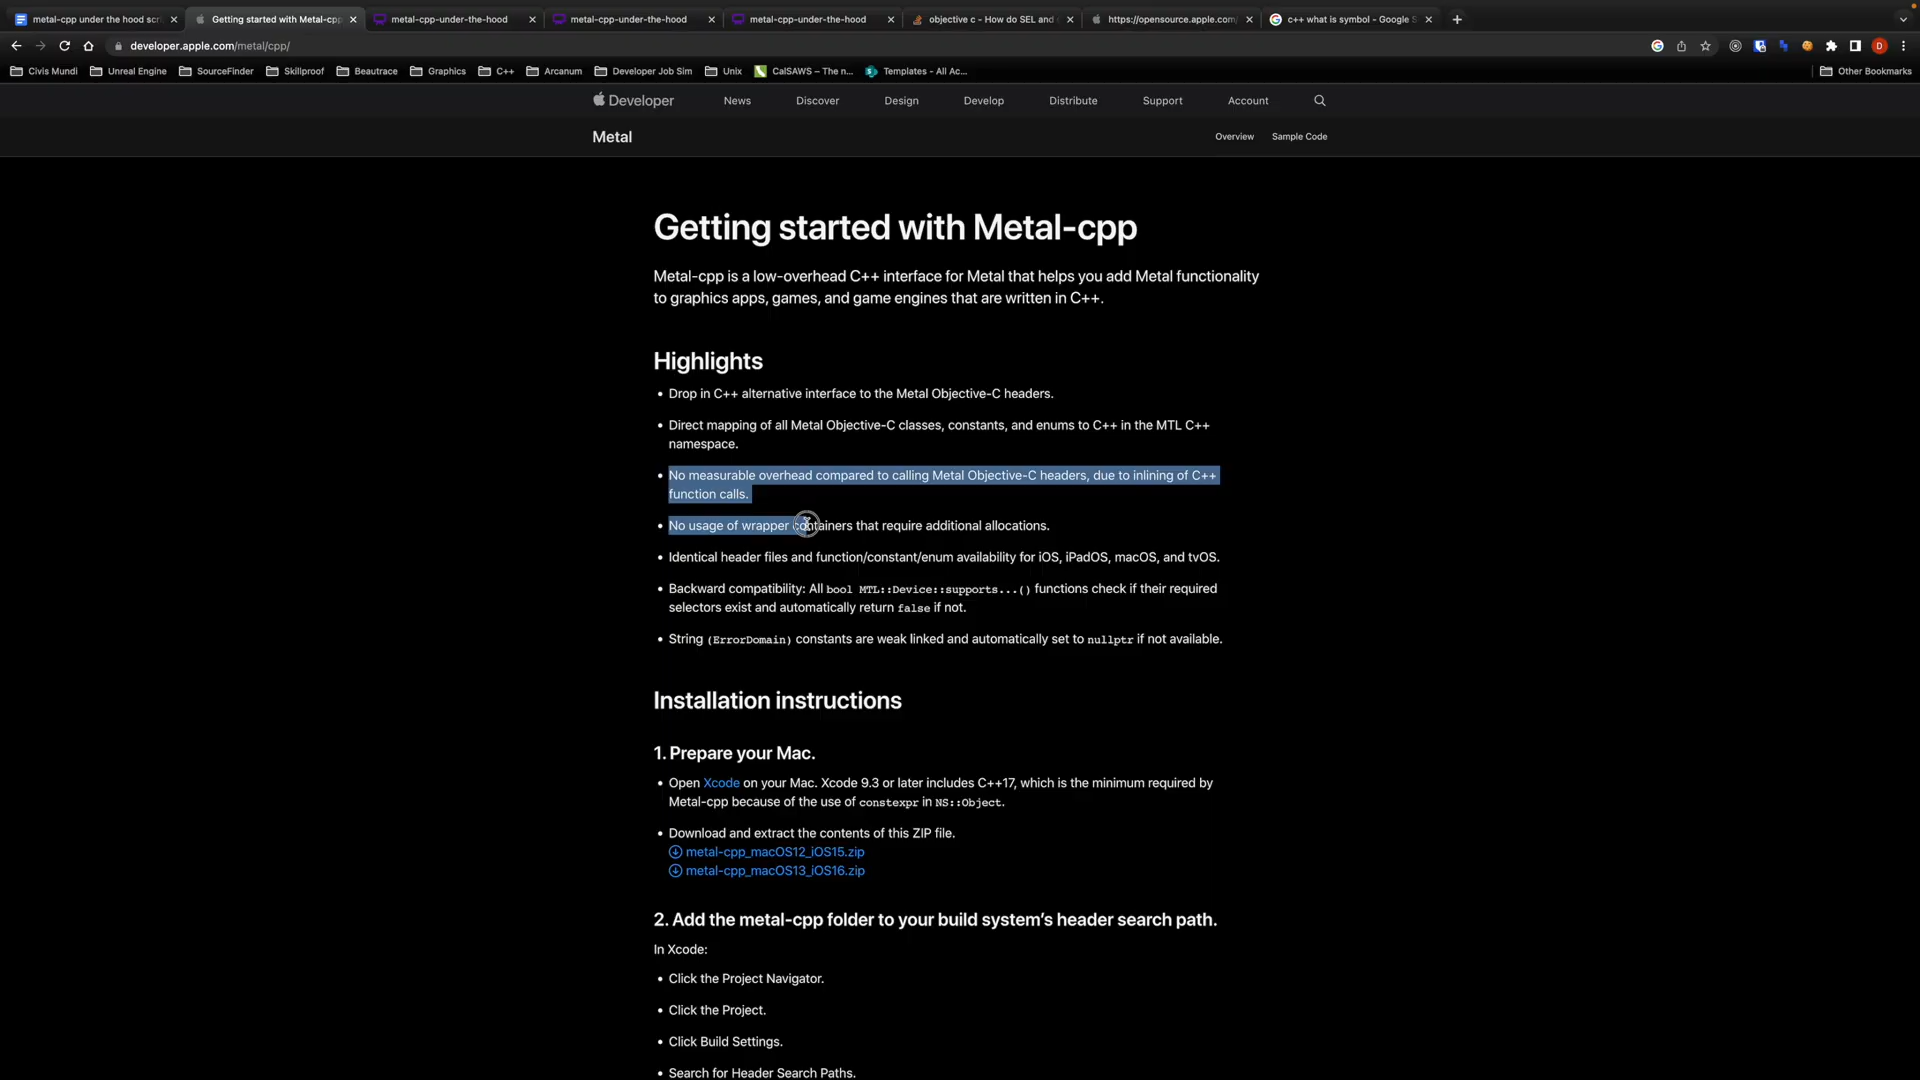 metal-cpp under the hood scri
Getting started with Metal-cpp
metal-cpp-under-the-hood
metal-cpp-under-the-hood
metal-cpp-under-the-hood
objective c - How do SEL and
https://opensource.apple.com/
c++ what is symbol - Google S
developer.apple.com/metal/cpp/
D
Civis Mundi
Unreal Engine
SourceFinder
Skillproof
Beautrace
Graphics
C++
Arcanum
Developer Job Sim
Unix
CalSAWS – The n...
Templates - All Ac...
Other Bookmarks
Developer
News
Discover
Design
Develop
Distribute
Support
Account
Metal
Overview
Sample Code
Getting started with Metal-cpp
Metal-cpp is a low-overhead C++ interface for Metal that helps you add Metal functionality
to graphics apps, games, and game engines that are written in C++.
Highlights
• Drop in C++ alternative interface to the Metal Objective-C headers.
• Direct mapping of all Metal Objective-C classes, constants, and enums to C++ in the MTL C++
namespace.
• No measurable overhead compared to calling Metal Objective-C headers, due to inlining of C++
function calls.
• No usage of wrapper containers that require additional allocations.
• Identical header files and function/constant/enum availability for iOS, iPadOS, macOS, and tvOS.
• Backward compatibility: All bool MTL::Device::supports...() functions check if their required
selectors exist and automatically return false if not.
• String (ErrorDomain) constants are weak linked and automatically set to nullptr if not available.
Installation instructions
1. Prepare your Mac.
• Open Xcode on your Mac. Xcode 9.3 or later includes C++17, which is the minimum required by
Metal-cpp because of the use of constexpr in NS::Object.
• Download and extract the contents of this ZIP file.
metal-cpp_macOS12_iOS15.zip
metal-cpp_macOS13_iOS16.zip
2. Add the metal-cpp folder to your build system’s header search path.
In Xcode:
• Click the Project Navigator.
• Click the Project.
• Click Build Settings.
• Search for Header Search Paths.